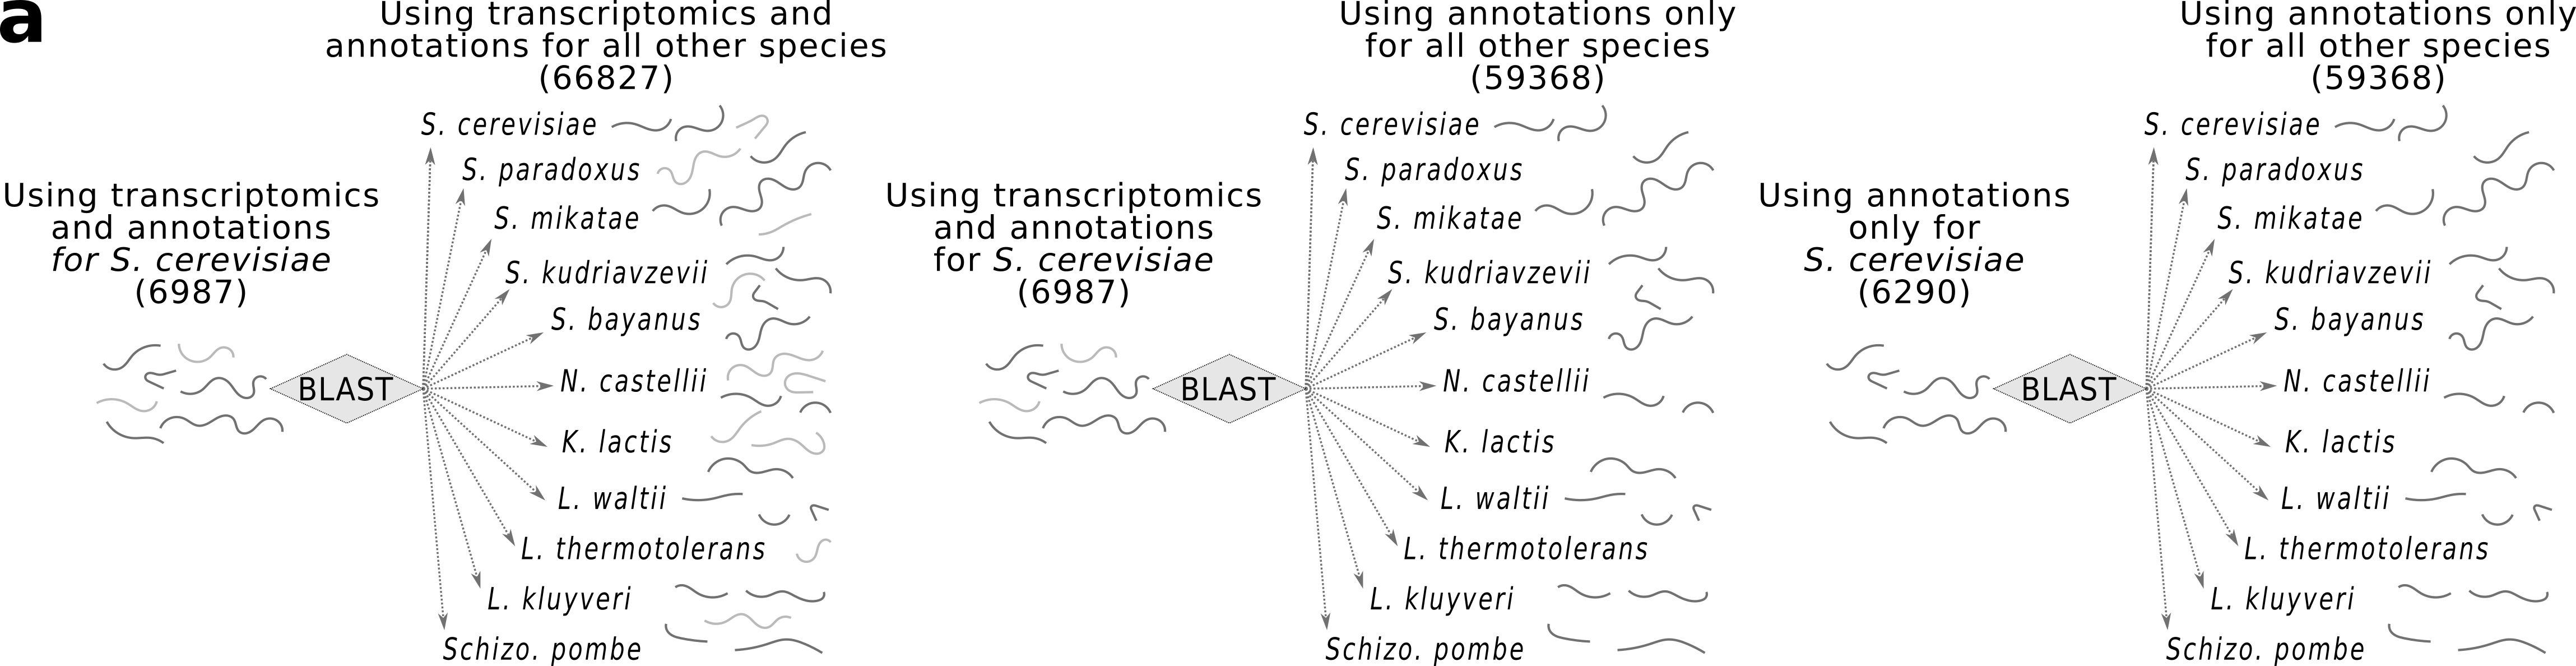 a
Using transcriptomics and
annotations for all other species
(66827)
S. cerevisiae
S. paradoxus
S. mikatae
S. kudriavzevii
S. bayanus
N. castellii
K. lactis
L. waltii
L. thermotolerans
L. kluyveri
Schizo. pombe
Using transcriptomics
and annotations
for S. cerevisiae
(6987)
BLAST
Using annotations only
for all other species
(59368)
S. cerevisiae
S. paradoxus
S. mikatae
S. kudriavzevii
S. bayanus
N. castellii
K. lactis
L. waltii
L. thermotolerans
L. kluyveri
Schizo. pombe
Using transcriptomics
and annotations
for S. cerevisiae
(6987)
BLAST
Using annotations only
for all other species
(59368)
S. cerevisiae
S. paradoxus
S. mikatae
S. kudriavzevii
S. bayanus
N. castellii
K. lactis
L. waltii
L. thermotolerans
L. kluyveri
Schizo. pombe
Using annotations
only for
S. cerevisiae
(6290)
BLAST